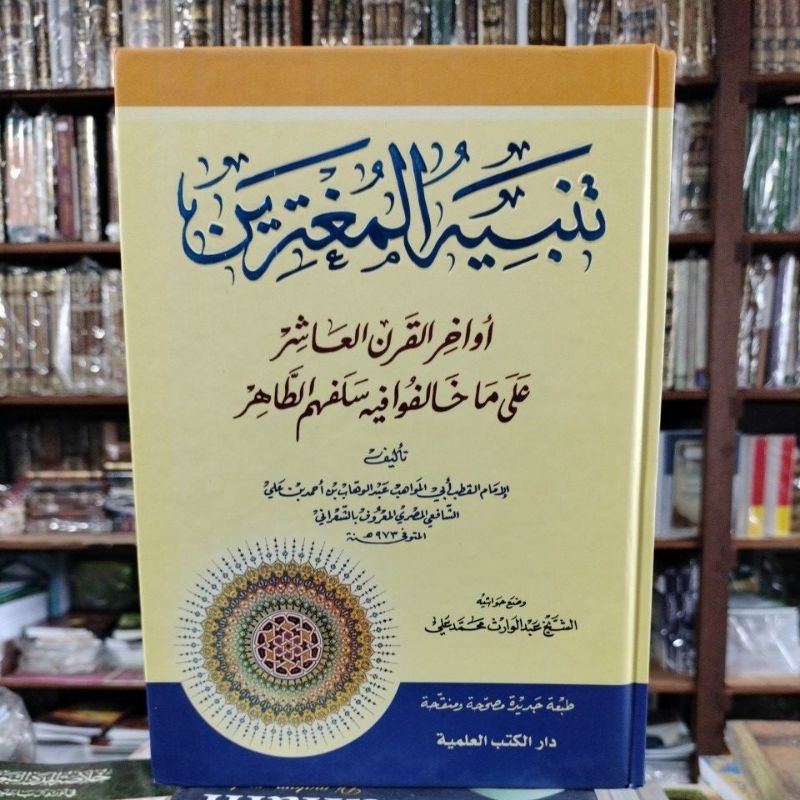 تنبيه المغترين
أواخر القرن العاشر
على ما خالفوا فيه سلفهم الطاهر
تأليف
الإمام القطب أبي المواهب عبد الوهاب بن أحمد بن علي
الشافعي المصري المعروف بالشعراني
المتوفى ٩٧٣ هـ سنة
وضع حواشيه
الشيخ عبد الوارث محمد علي
طبعة جديدة مصححة ومنقحة
دار الكتب العلمية